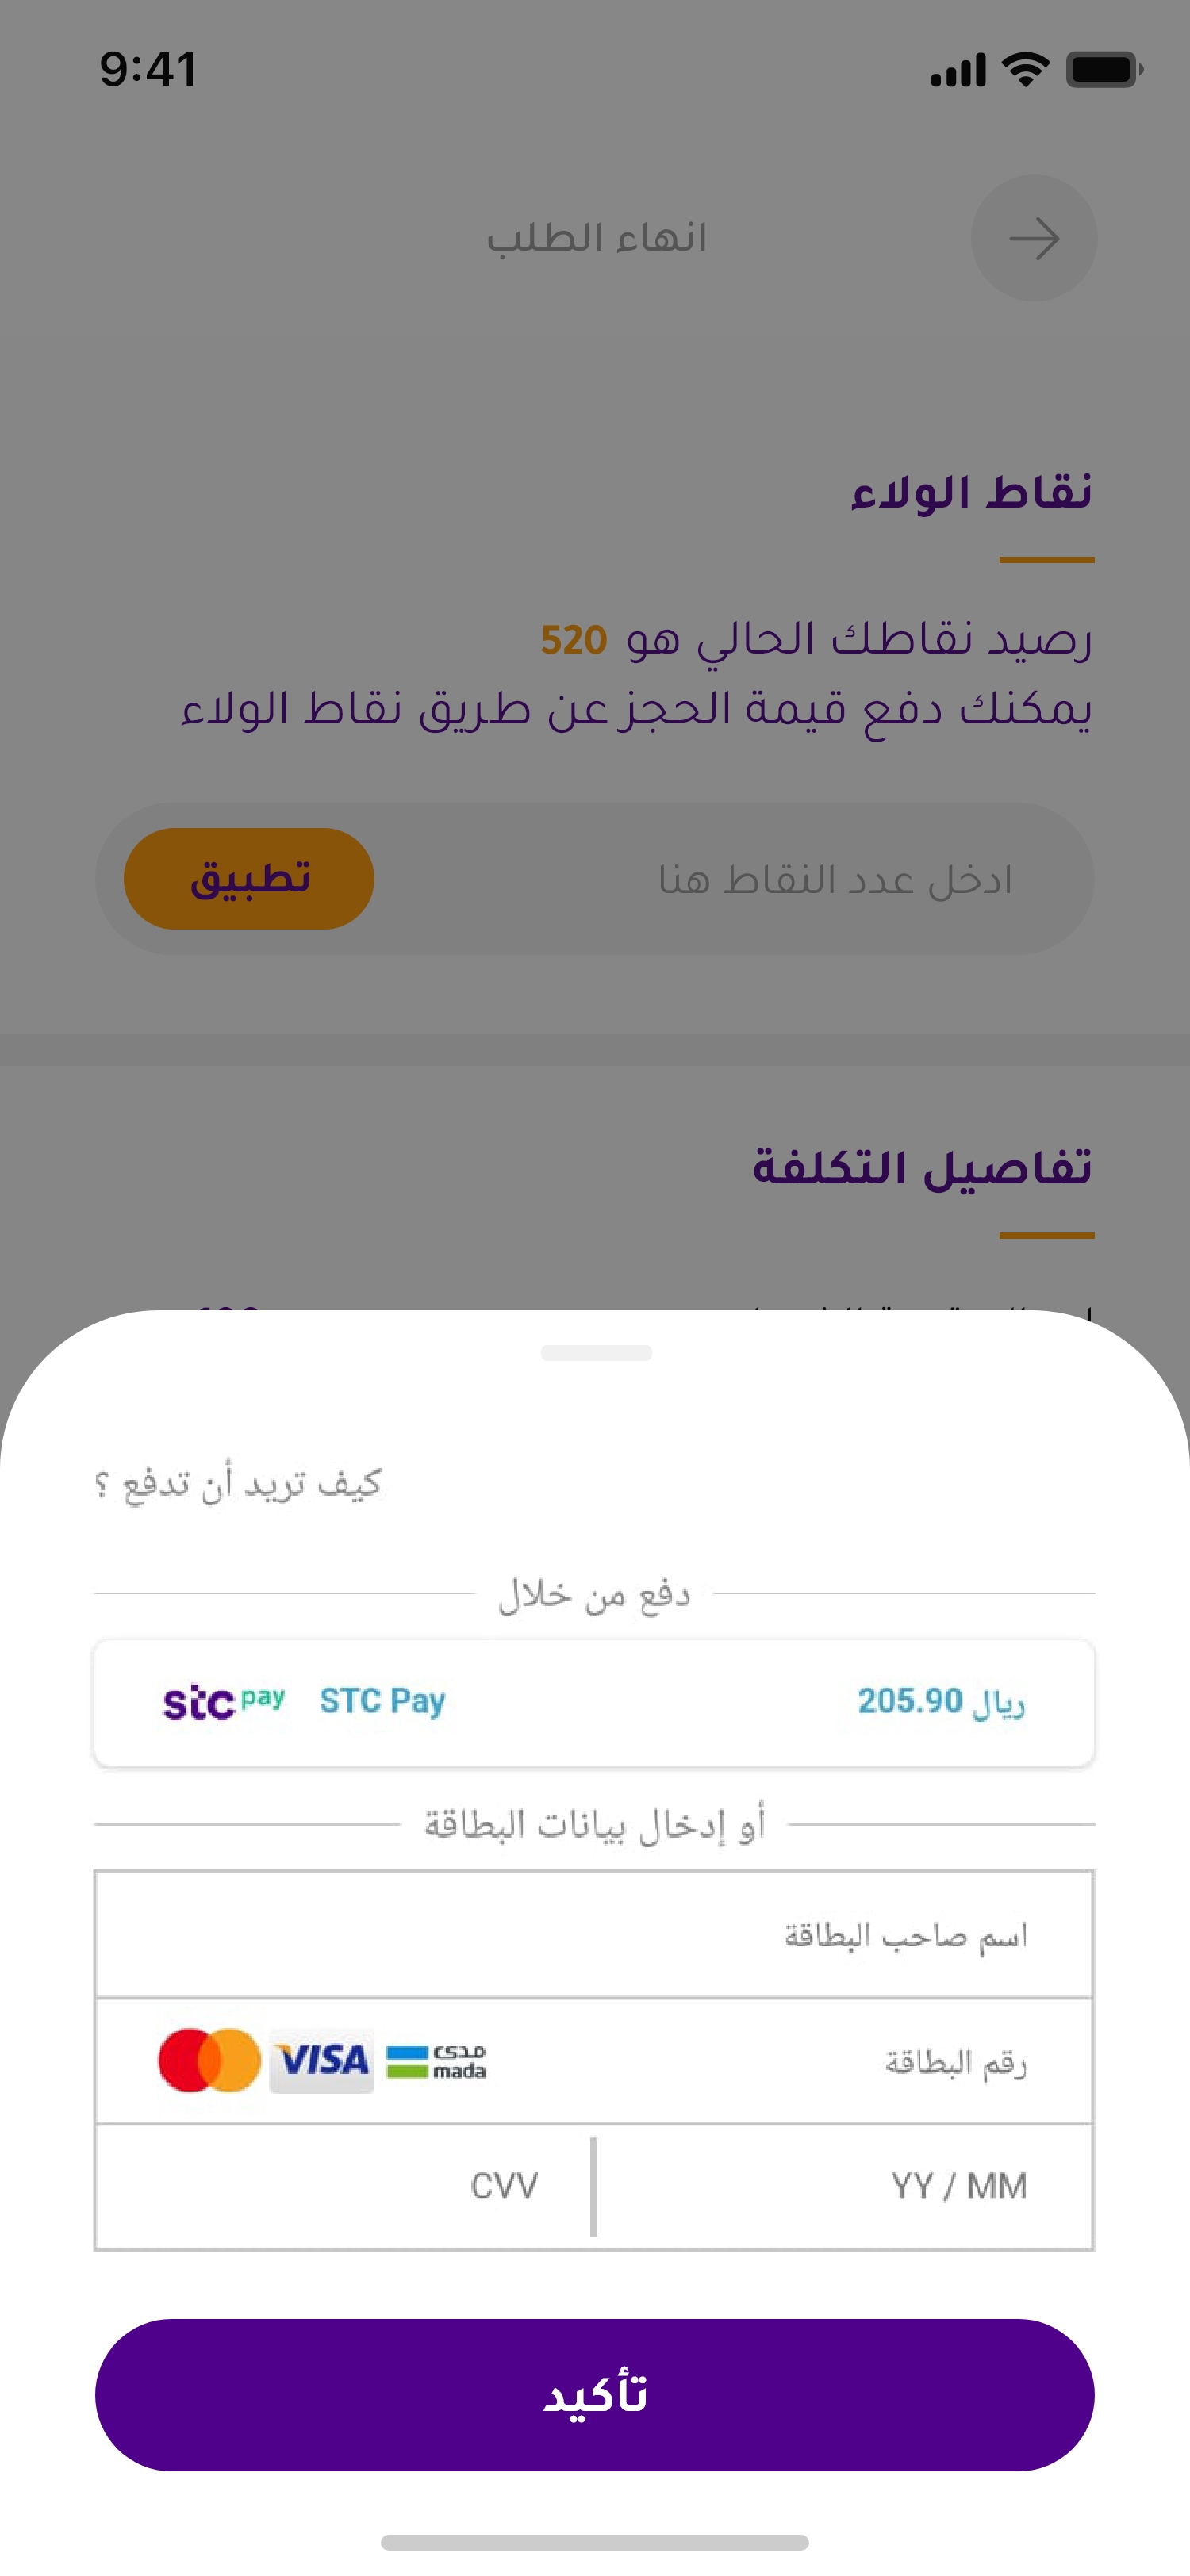 9:41
انهاء الطلب
نقاط الولاء
رصيد نقاطك الحالي هو 520
يمكنك دفع قيمة الحجز عن طريق نقاط الولاء
ادخل عدد النقاط هنا
تطبيق
تفاصيل التكلفة
كيف تريد أن تدفع ؟
دفع من خلال
stc pay STC Pay 205.90 ريال
أو إدخال بيانات البطاقة
اسم صاحب البطاقة
رقم البطاقة مدى mada VISA
YY / MM CVV
تأكيد